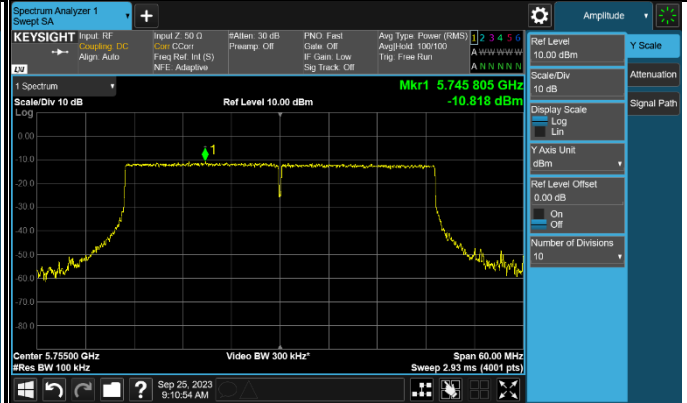 Spectrum Analyzer 1
Swept SA
+
Amplitude
KEYSIGHT
Input: RF
Coupling: DC
Align: Auto
Input Z: 50 Ω
Corr CCorr
Freq Ref: Int (S)
NFE: Adaptive
#Atten: 30 dB
Preamp: Off
PNO: Fast
Gate: Off
IF Gain: Low
Sig Track: Off
Avg Type: Power (RMS)
Avg|Hold: 100/100
Trig: Free Run
1 2 3 4 5 6
A W W W W W
A N N N N N
LXI
1 Spectrum
Scale/Div 10 dB
Ref Level 10.00 dBm
Mkr1 5.745 805 GHz
-10.818 dBm
Log
1
0.00
-10.0
-20.0
-30.0
-40.0
-50.0
-60.0
-70.0
-80.0
Center 5.75500 GHz
#Res BW 100 kHz
Video BW 300 kHz*
Span 60.00 MHz
Sweep 2.93 ms (4001 pts)
?
Sep 25, 2023
9:10:54 AM
Ref Level
10.00 dBm
Scale/Div
10 dB
Display Scale
Log
Lin
Y Axis Unit
dBm
Ref Level Offset
0.00 dB
On
Off
Number of Divisions
10
Y Scale
Attenuation
Signal Path